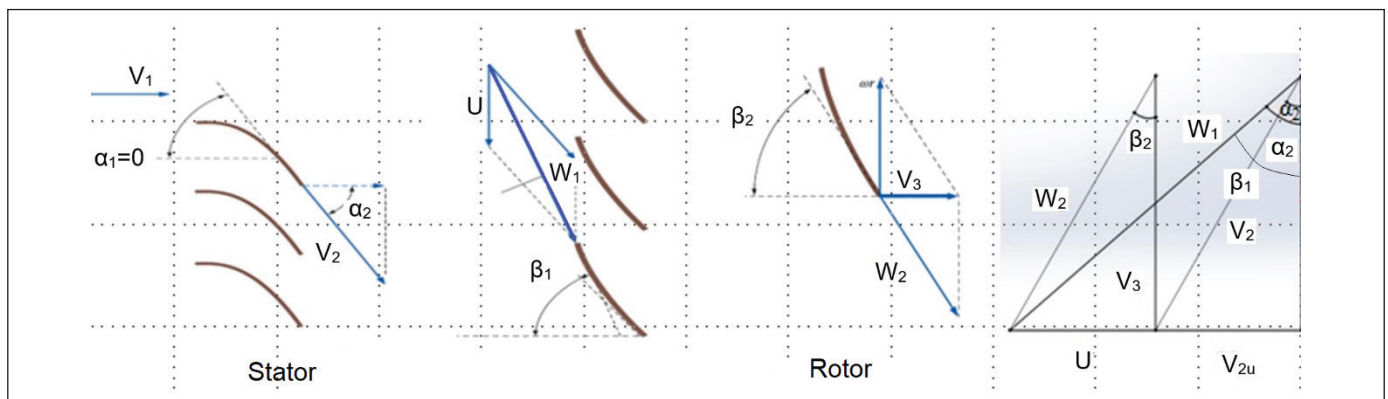 V₁
α₁=0
α₂
V₂
Stator
U
W₁
β₁
β₂
ωr
V₃
W₂
Rotor
β₂
W₁
α₂
W₂
β₁
V₂
V₃
U
V₂ᵤ